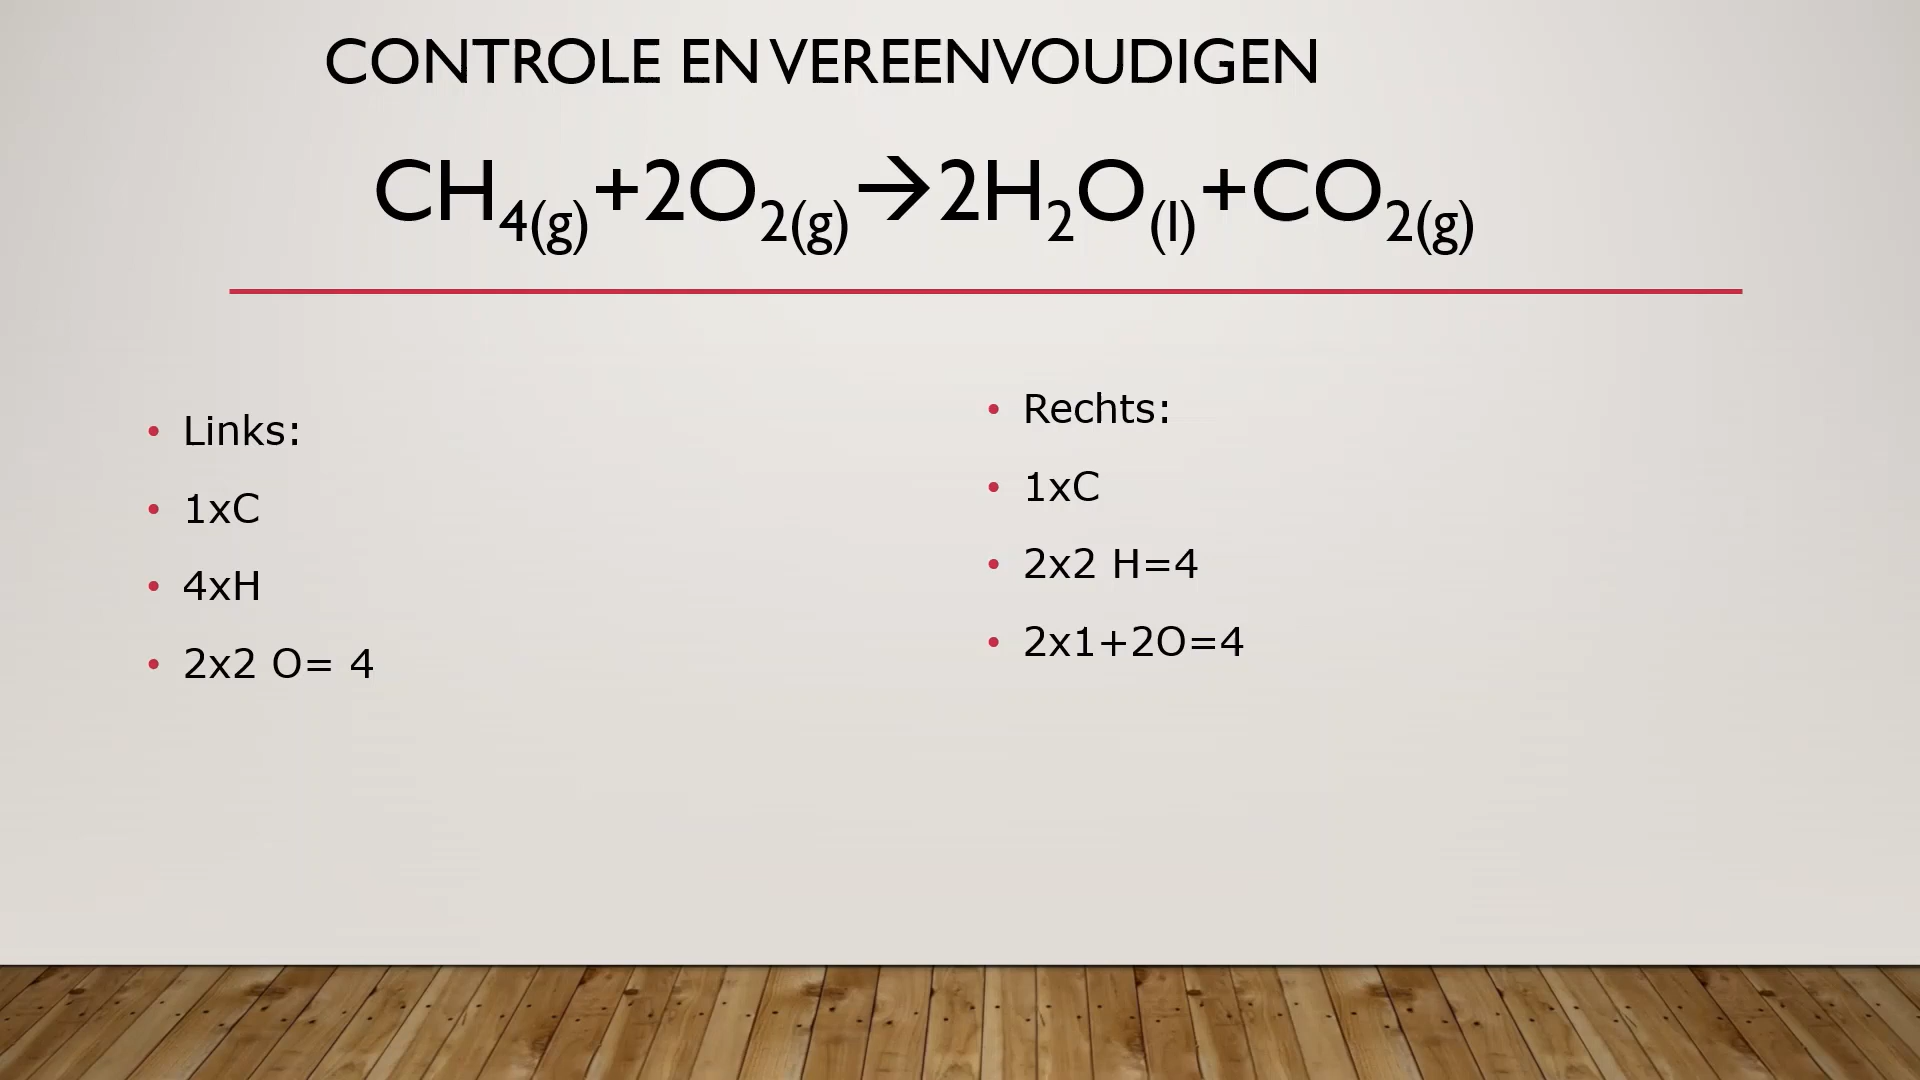 CONTROLE EN VEREENVOUDIGEN
CH₄(g)+2O₂(g)→2H₂O(l)+CO₂(g)
• Links:
• 1xC
• 4xH
• 2x2 O= 4
• Rechts:
• 1xC
• 2x2 H=4
• 2x1+2O=4